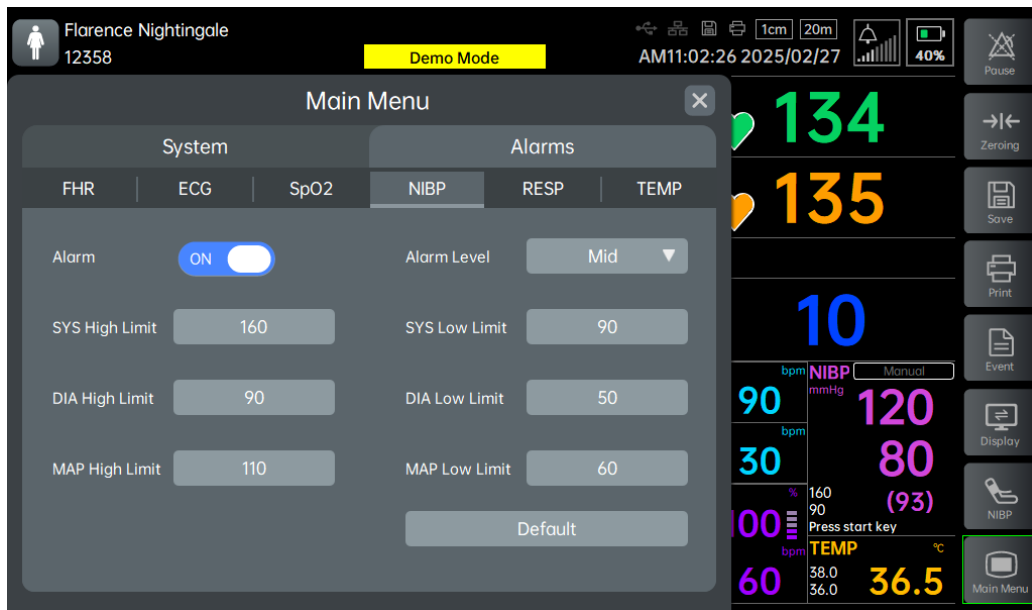 Flarence Nightingale
12358
Demo Mode
1cm 20m
AM11:02:26 2025/02/27
40%
Main Menu
System Alarms
FHR ECG SpO2 NIBP RESP TEMP
Alarm ON Alarm Level Mid
SYS High Limit 160 SYS Low Limit 90
DIA High Limit 90 DIA Low Limit 50
MAP High Limit 110 MAP Low Limit 60
Default
134
135
10
bpm
90
bpm
30
%
100
bpm
60
NIBP Manual
mmHg
120
80
160
90
(93)
Press start key
TEMP °C
38.0
36.0
36.5
Pause
Zeroing
Save
Print
Event
Display
NIBP
Main Menu